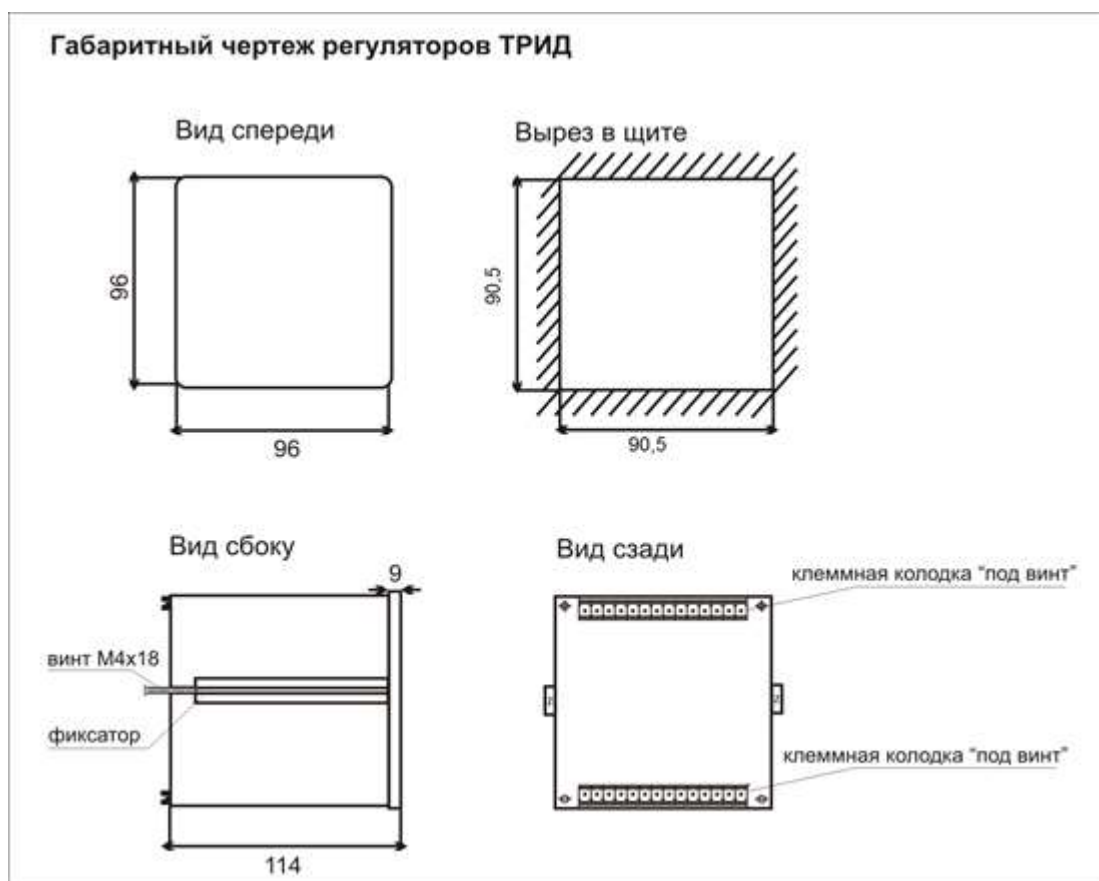 Габаритный чертеж регуляторов ТРИД
Вид спереди
Вырез в щите
96
96
90,5
90,5
Вид сбоку
9
винт М4х18
фиксатор
114
Вид сзади
клеммная колодка "под винт"
клеммная колодка "под винт"